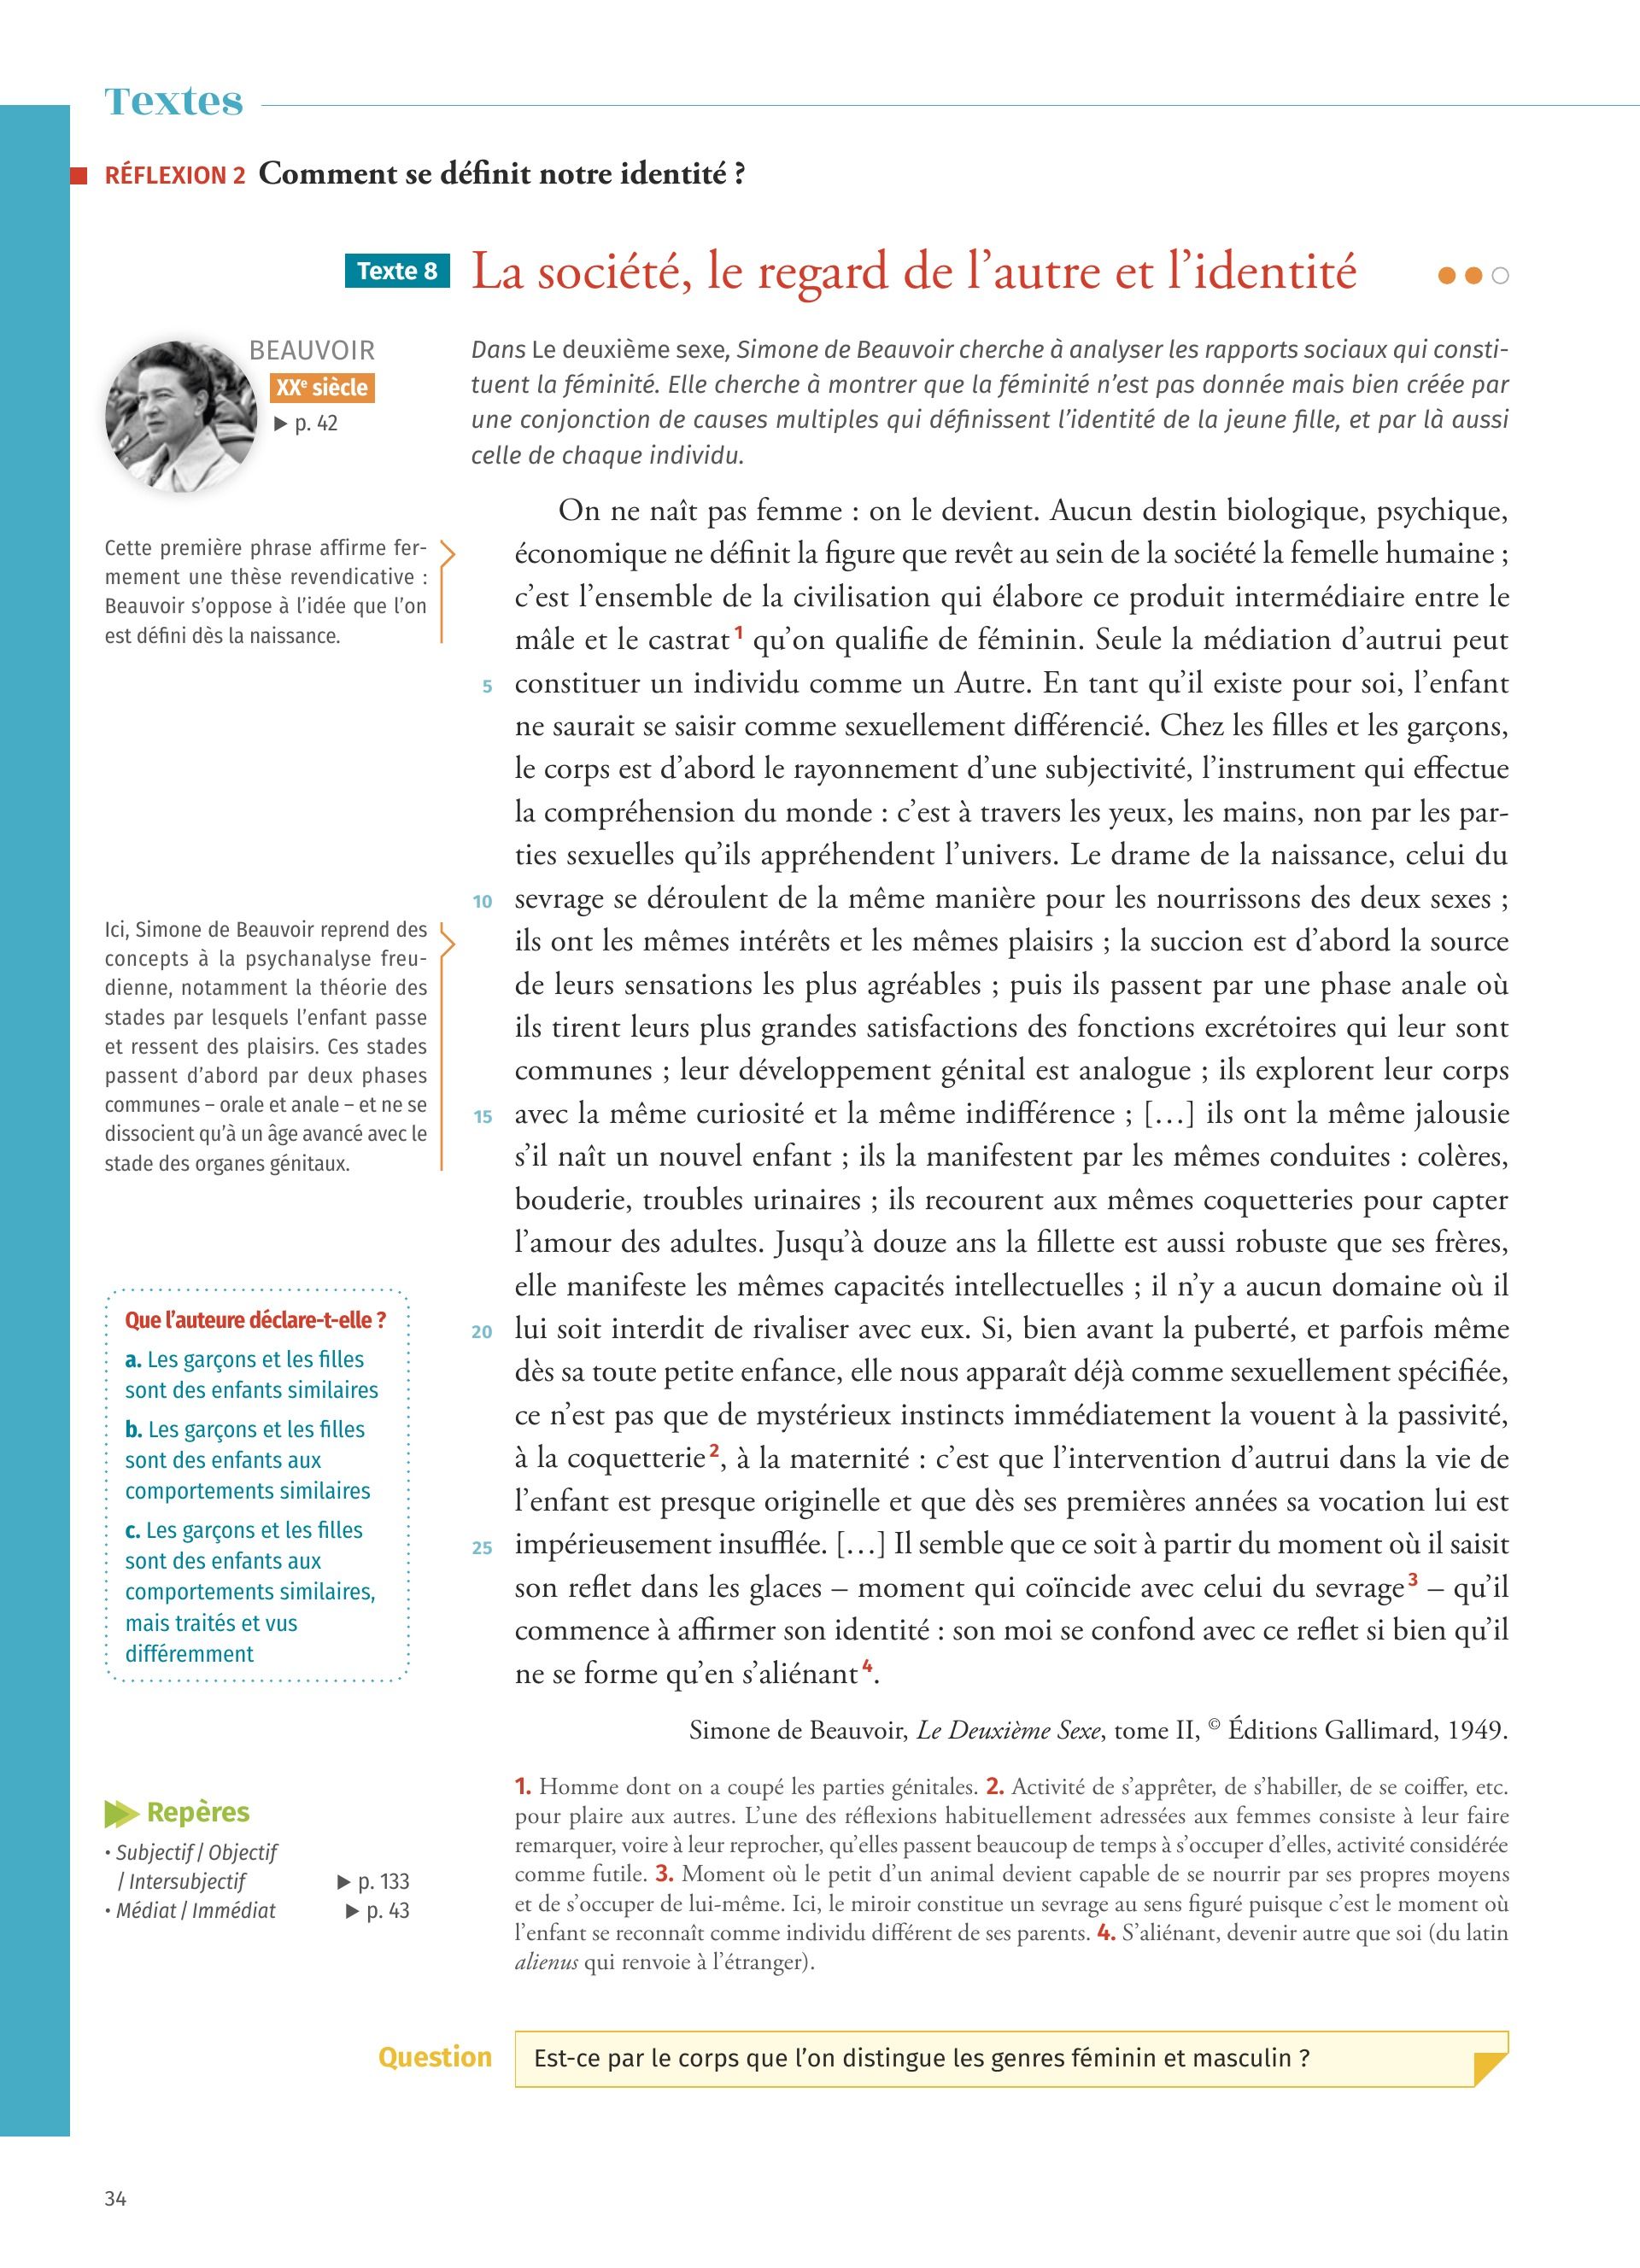 Textes
RÉFLEXION 2 Comment se définit notre identité ?
Texte 8 La société, le regard de l'autre et l'identité
BEAUVOIR
XXe siècle
▶ p. 42
Dans Le deuxième sexe, Simone de Beauvoir cherche à analyser les rapports sociaux qui consti-
tuent la féminité. Elle cherche à montrer que la féminité n'est pas donnée mais bien créée par
une conjonction de causes multiples qui définissent l'identité de la jeune fille, et par là aussi
celle de chaque individu.
Cette première phrase affirme fer-
mement une thèse revendicative :
Beauvoir s'oppose à l'idée que l'on
est défini dès la naissance.
On ne naît pas femme : on le devient. Aucun destin biologique, psychique,
économique ne définit la figure que revêt au sein de la société la femelle humaine ;
c'est l'ensemble de la civilisation qui élabore ce produit intermédiaire entre le
mâle et le castrat 1 qu'on qualifie de féminin. Seule la médiation d'autrui peut
5 constituer un individu comme un Autre. En tant qu'il existe pour soi, l'enfant
ne saurait se saisir comme sexuellement différencié. Chez les filles et les garçons,
le corps est d'abord le rayonnement d'une subjectivité, l'instrument qui effectue
la compréhension du monde : c'est à travers les yeux, les mains, non par les par-
ties sexuelles qu'ils appréhendent l'univers. Le drame de la naissance, celui du
10 sevrage se déroulent de la même manière pour les nourrissons des deux sexes ;
ils ont les mêmes intérêts et les mêmes plaisirs ; la succion est d'abord la source
de leurs sensations les plus agréables ; puis ils passent par une phase anale où
ils tirent leurs plus grandes satisfactions des fonctions excrétoires qui leur sont
communes ; leur développement génital est analogue ; ils explorent leur corps
15 avec la même curiosité et la même indifférence ; […] ils ont la même jalousie
s'il naît un nouvel enfant ; ils la manifestent par les mêmes conduites : colères,
bouderie, troubles urinaires ; ils recourent aux mêmes coquetteries pour capter
l'amour des adultes. Jusqu'à douze ans la fillette est aussi robuste que ses frères,
elle manifeste les mêmes capacités intellectuelles ; il n'y a aucun domaine où il
20 lui soit interdit de rivaliser avec eux. Si, bien avant la puberté, et parfois même
dès sa toute petite enfance, elle nous apparaît déjà comme sexuellement spécifiée,
ce n'est pas que de mystérieux instincts immédiatement la vouent à la passivité,
à la coquetterie 2, à la maternité : c'est que l'intervention d'autrui dans la vie de
l'enfant est presque originelle et que dès ses premières années sa vocation lui est
25 impérieusement insufflée. […] Il semble que ce soit à partir du moment où il saisit
son reflet dans les glaces – moment qui coïncide avec celui du sevrage 3 – qu'il
commence à affirmer son identité : son moi se confond avec ce reflet si bien qu'il
ne se forme qu'en s'aliénant 4.
Simone de Beauvoir, Le Deuxième Sexe, tome II, © Éditions Gallimard, 1949.
Ici, Simone de Beauvoir reprend des
concepts à la psychanalyse freu-
dienne, notamment la théorie des
stades par lesquels l'enfant passe
et ressent des plaisirs. Ces stades
passent d'abord par deux phases
communes – orale et anale – et ne se
dissocient qu'à un âge avancé avec le
stade des organes génitaux.
Que l'auteure déclare-t-elle ?
a. Les garçons et les filles
sont des enfants similaires
b. Les garçons et les filles
sont des enfants aux
comportements similaires
c. Les garçons et les filles
sont des enfants aux
comportements similaires,
mais traités et vus
différemment
Repères
• Subjectif / Objectif
/ Intersubjectif ▶ p. 133
• Médiat / Immédiat ▶ p. 43
1. Homme dont on a coupé les parties génitales. 2. Activité de s'apprêter, de s'habiller, de se coiffer, etc.
pour plaire aux autres. L'une des réflexions habituellement adressées aux femmes consiste à leur faire
remarquer, voire à leur reprocher, qu'elles passent beaucoup de temps à s'occuper d'elles, activité considérée
comme futile. 3. Moment où le petit d'un animal devient capable de se nourrir par ses propres moyens
et de s'occuper de lui-même. Ici, le miroir constitue un sevrage au sens figuré puisque c'est le moment où
l'enfant se reconnaît comme individu différent de ses parents. 4. S'aliénant, devenir autre que soi (du latin
alienus qui renvoie à l'étranger).
Question Est-ce par le corps que l'on distingue les genres féminin et masculin ?
34